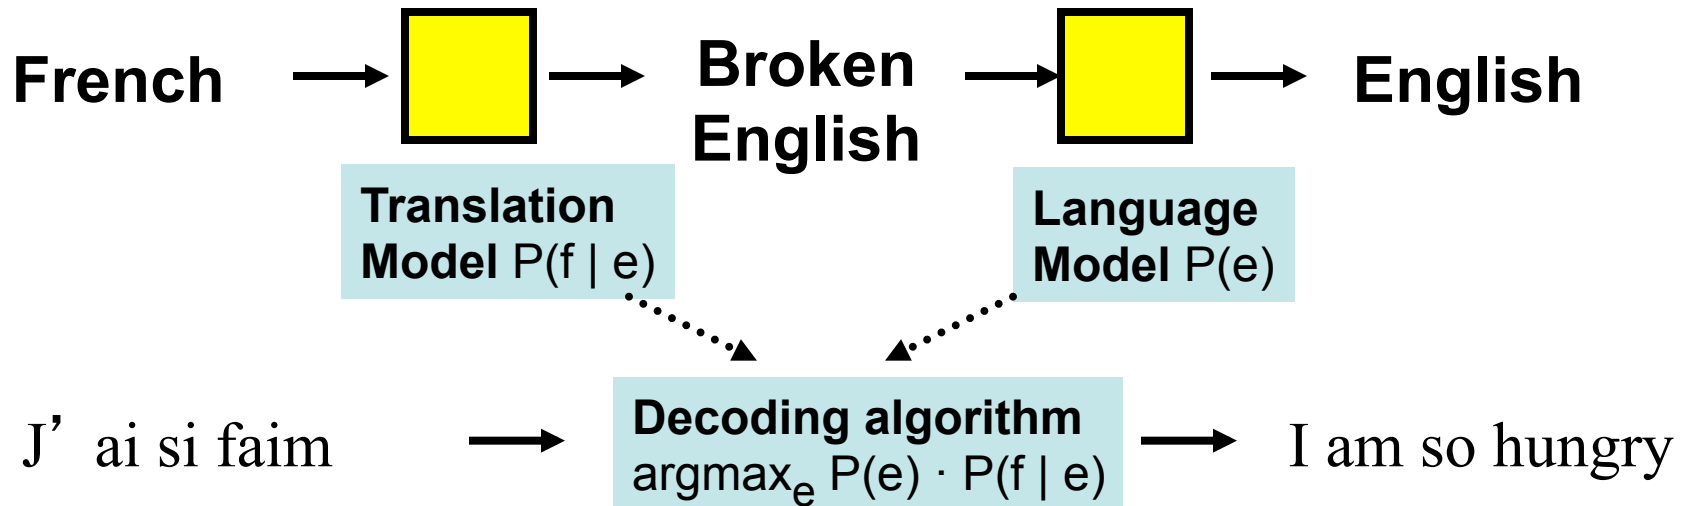 French
Broken
English
English
Translation
Model P(f | e)
Language
Model P(e)
J’ ai si faim
Decoding algorithm
argmaxₑ P(e) · P(f | e)
I am so hungry